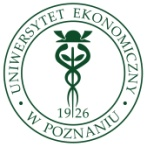 UNIWERSYTET EKONOMICZNY
W POZNANIU
1926